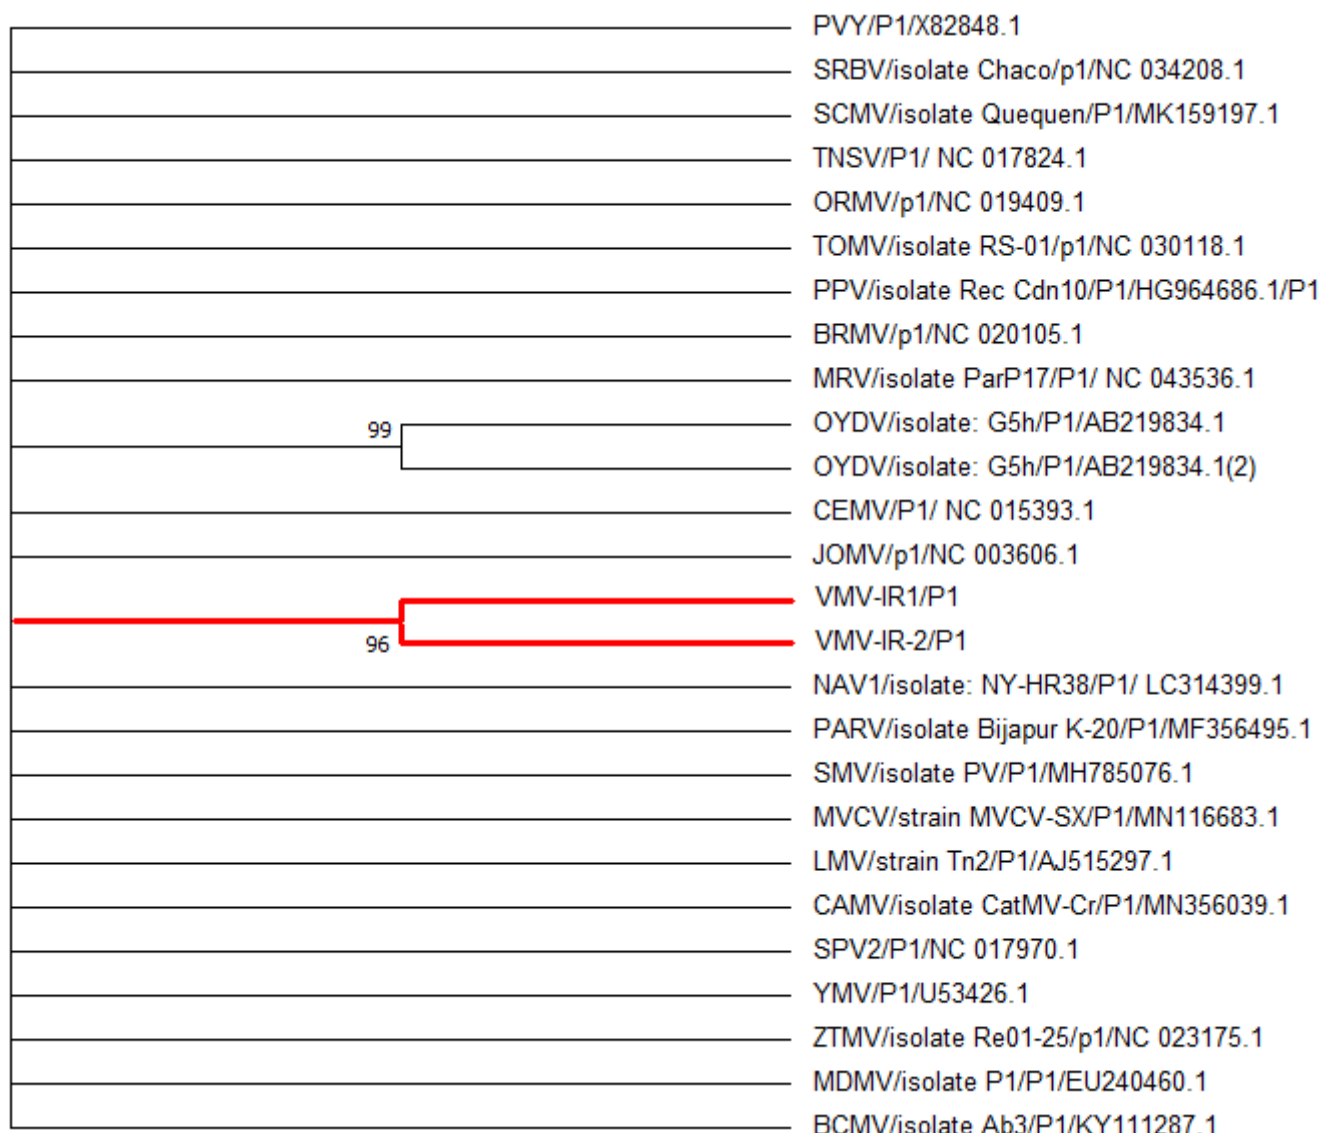 PVY/P1/X82848.1
SRBV/isolate Chaco/p1/NC 034208.1
SCMV/isolate Quequen/P1/MK159197.1
TNSV/P1/ NC 017824.1
ORMV/p1/NC 019409.1
TOMV/isolate RS-01/p1/NC 030118.1
PPV/isolate Rec Cdn10/P1/HG964686.1/P1
BRMV/p1/NC 020105.1
MRV/isolate ParP17/P1/ NC 043536.1
99
OYDV/isolate: G5h/P1/AB219834.1
OYDV/isolate: G5h/P1/AB219834.1(2)
CEMV/P1/ NC 015393.1
JOMV/p1/NC 003606.1
VMV-IR1/P1
96
VMV-IR-2/P1
NAV1/isolate: NY-HR38/P1/ LC314399.1
PARV/isolate Bijapur K-20/P1/MF356495.1
SMV/isolate PV/P1/MH785076.1
MVCV/strain MVCV-SX/P1/MN116683.1
LMV/strain Tn2/P1/AJ515297.1
CAMV/isolate CatMV-Cr/P1/MN356039.1
SPV2/P1/NC 017970.1
YMV/P1/U53426.1
ZTMV/isolate Re01-25/p1/NC 023175.1
MDMV/isolate P1/P1/EU240460.1
BCMV/isolate Ab3/P1/KY111287.1